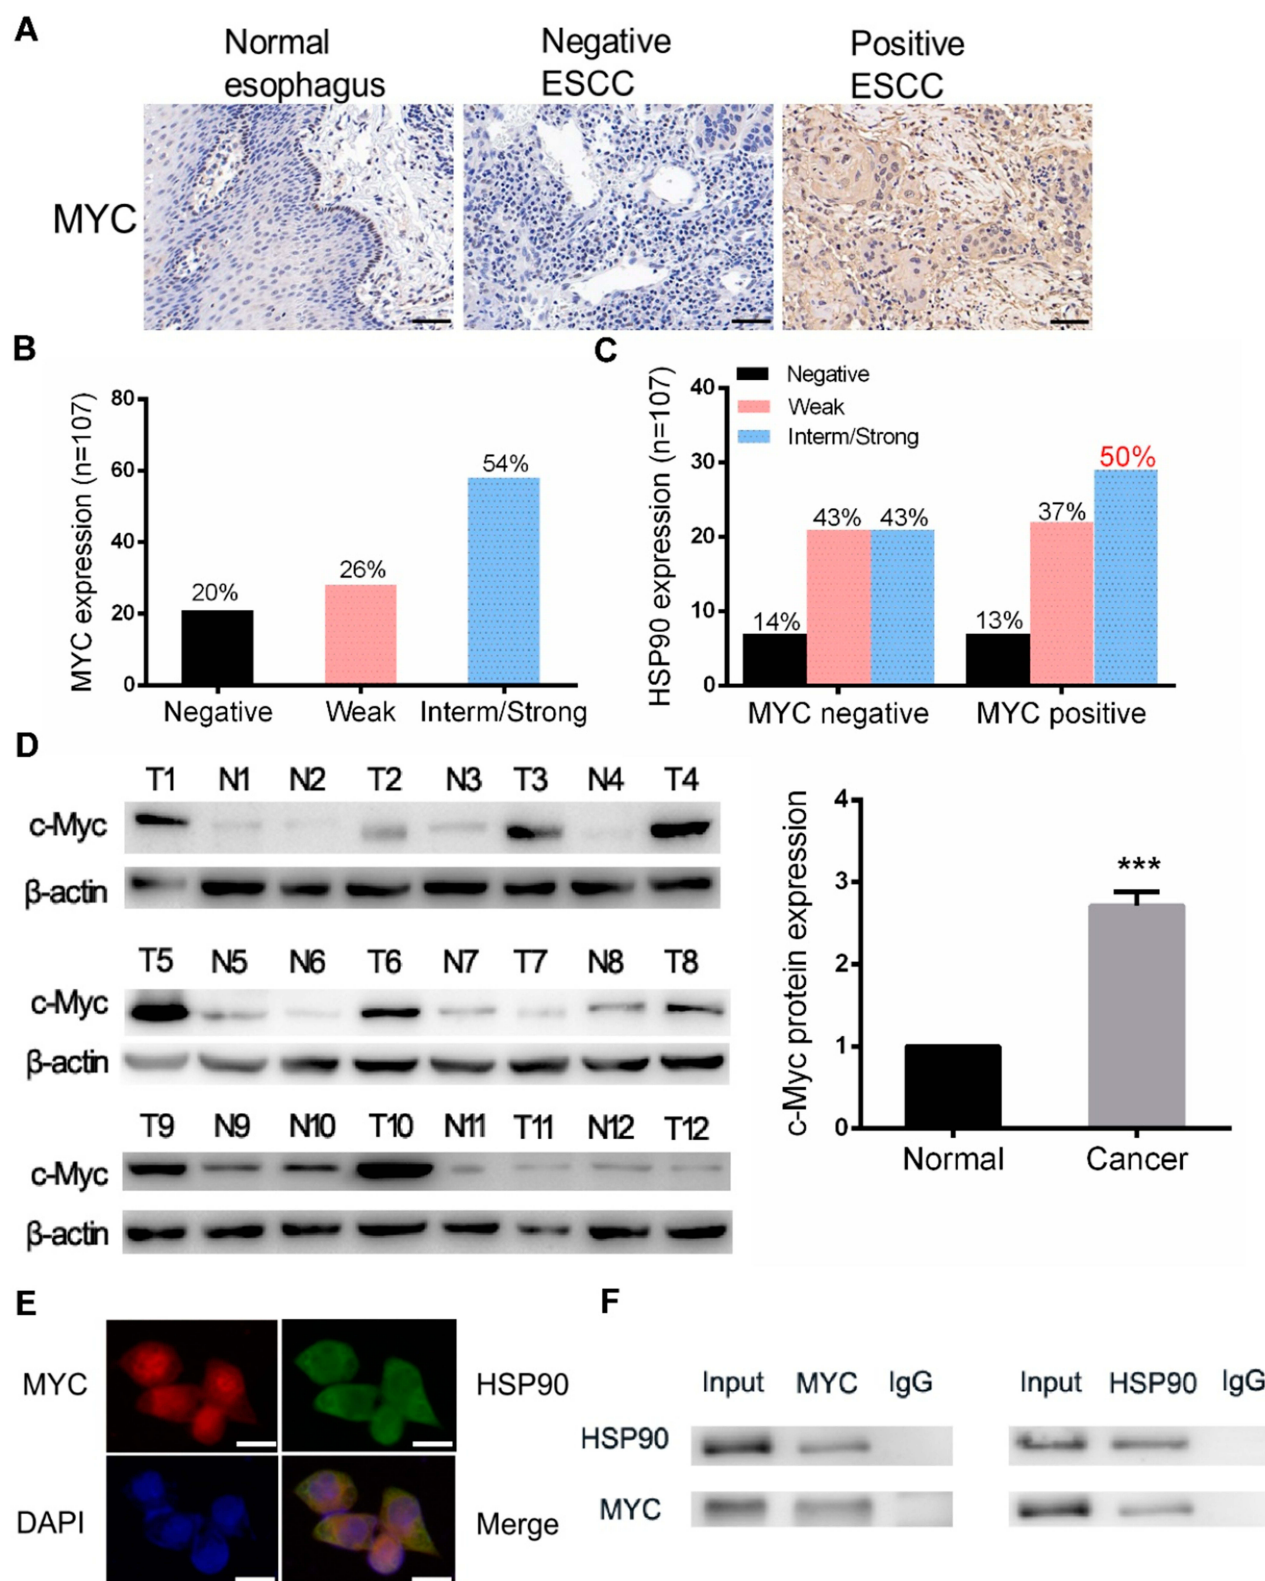 A
Normal
esophagus
Negative
ESCC
Positive
ESCC
MYC
B
MYC expression (n=107)
80
60
40
20
0
20%
26%
54%
Negative
Weak
Interm/Strong
C
HSP90 expression (n=107)
40
30
20
10
0
Negative
Weak
Interm/Strong
14%
43%
43%
13%
37%
50%
MYC negative
MYC positive
D
T1 N1 N2 T2 N3 T3 N4 T4
c-Myc
β-actin
T5 N5 N6 T6 N7 T7 N8 T8
c-Myc
β-actin
T9 N9 N10 T10 N11 T11 N12 T12
c-Myc
β-actin
c-Myc protein expression
4
3
2
1
0
***
Normal
Cancer
E
MYC
HSP90
DAPI
Merge
F
Input MYC IgG
Input HSP90 IgG
HSP90
MYC